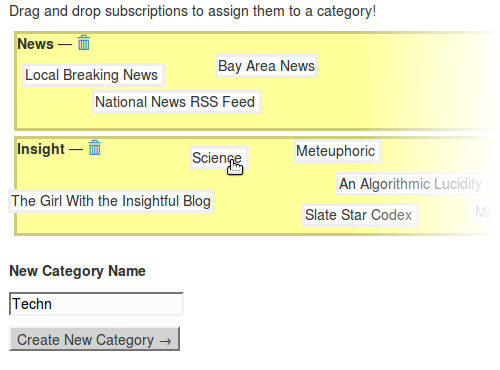 Drag and drop subscriptions to assign them to a category!
News —
Bay Area News
Local Breaking News
National News RSS Feed
Insight —
Meteuphoric
Science
An Algorithmic Lucidity
The Girl With the Insightful Blog
Slate Star Codex
New Category Name
Techn
Create New Category →